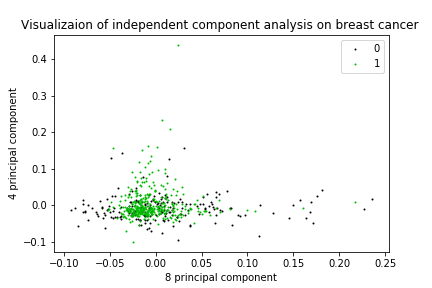 Visualizaion of independent component analysis on breast cancer
0
1
4 principal component
0.4
0.3
0.2
0.1
0.0
−0.1
−0.10 −0.05 0.00 0.05 0.10 0.15 0.20 0.25
8 principal component